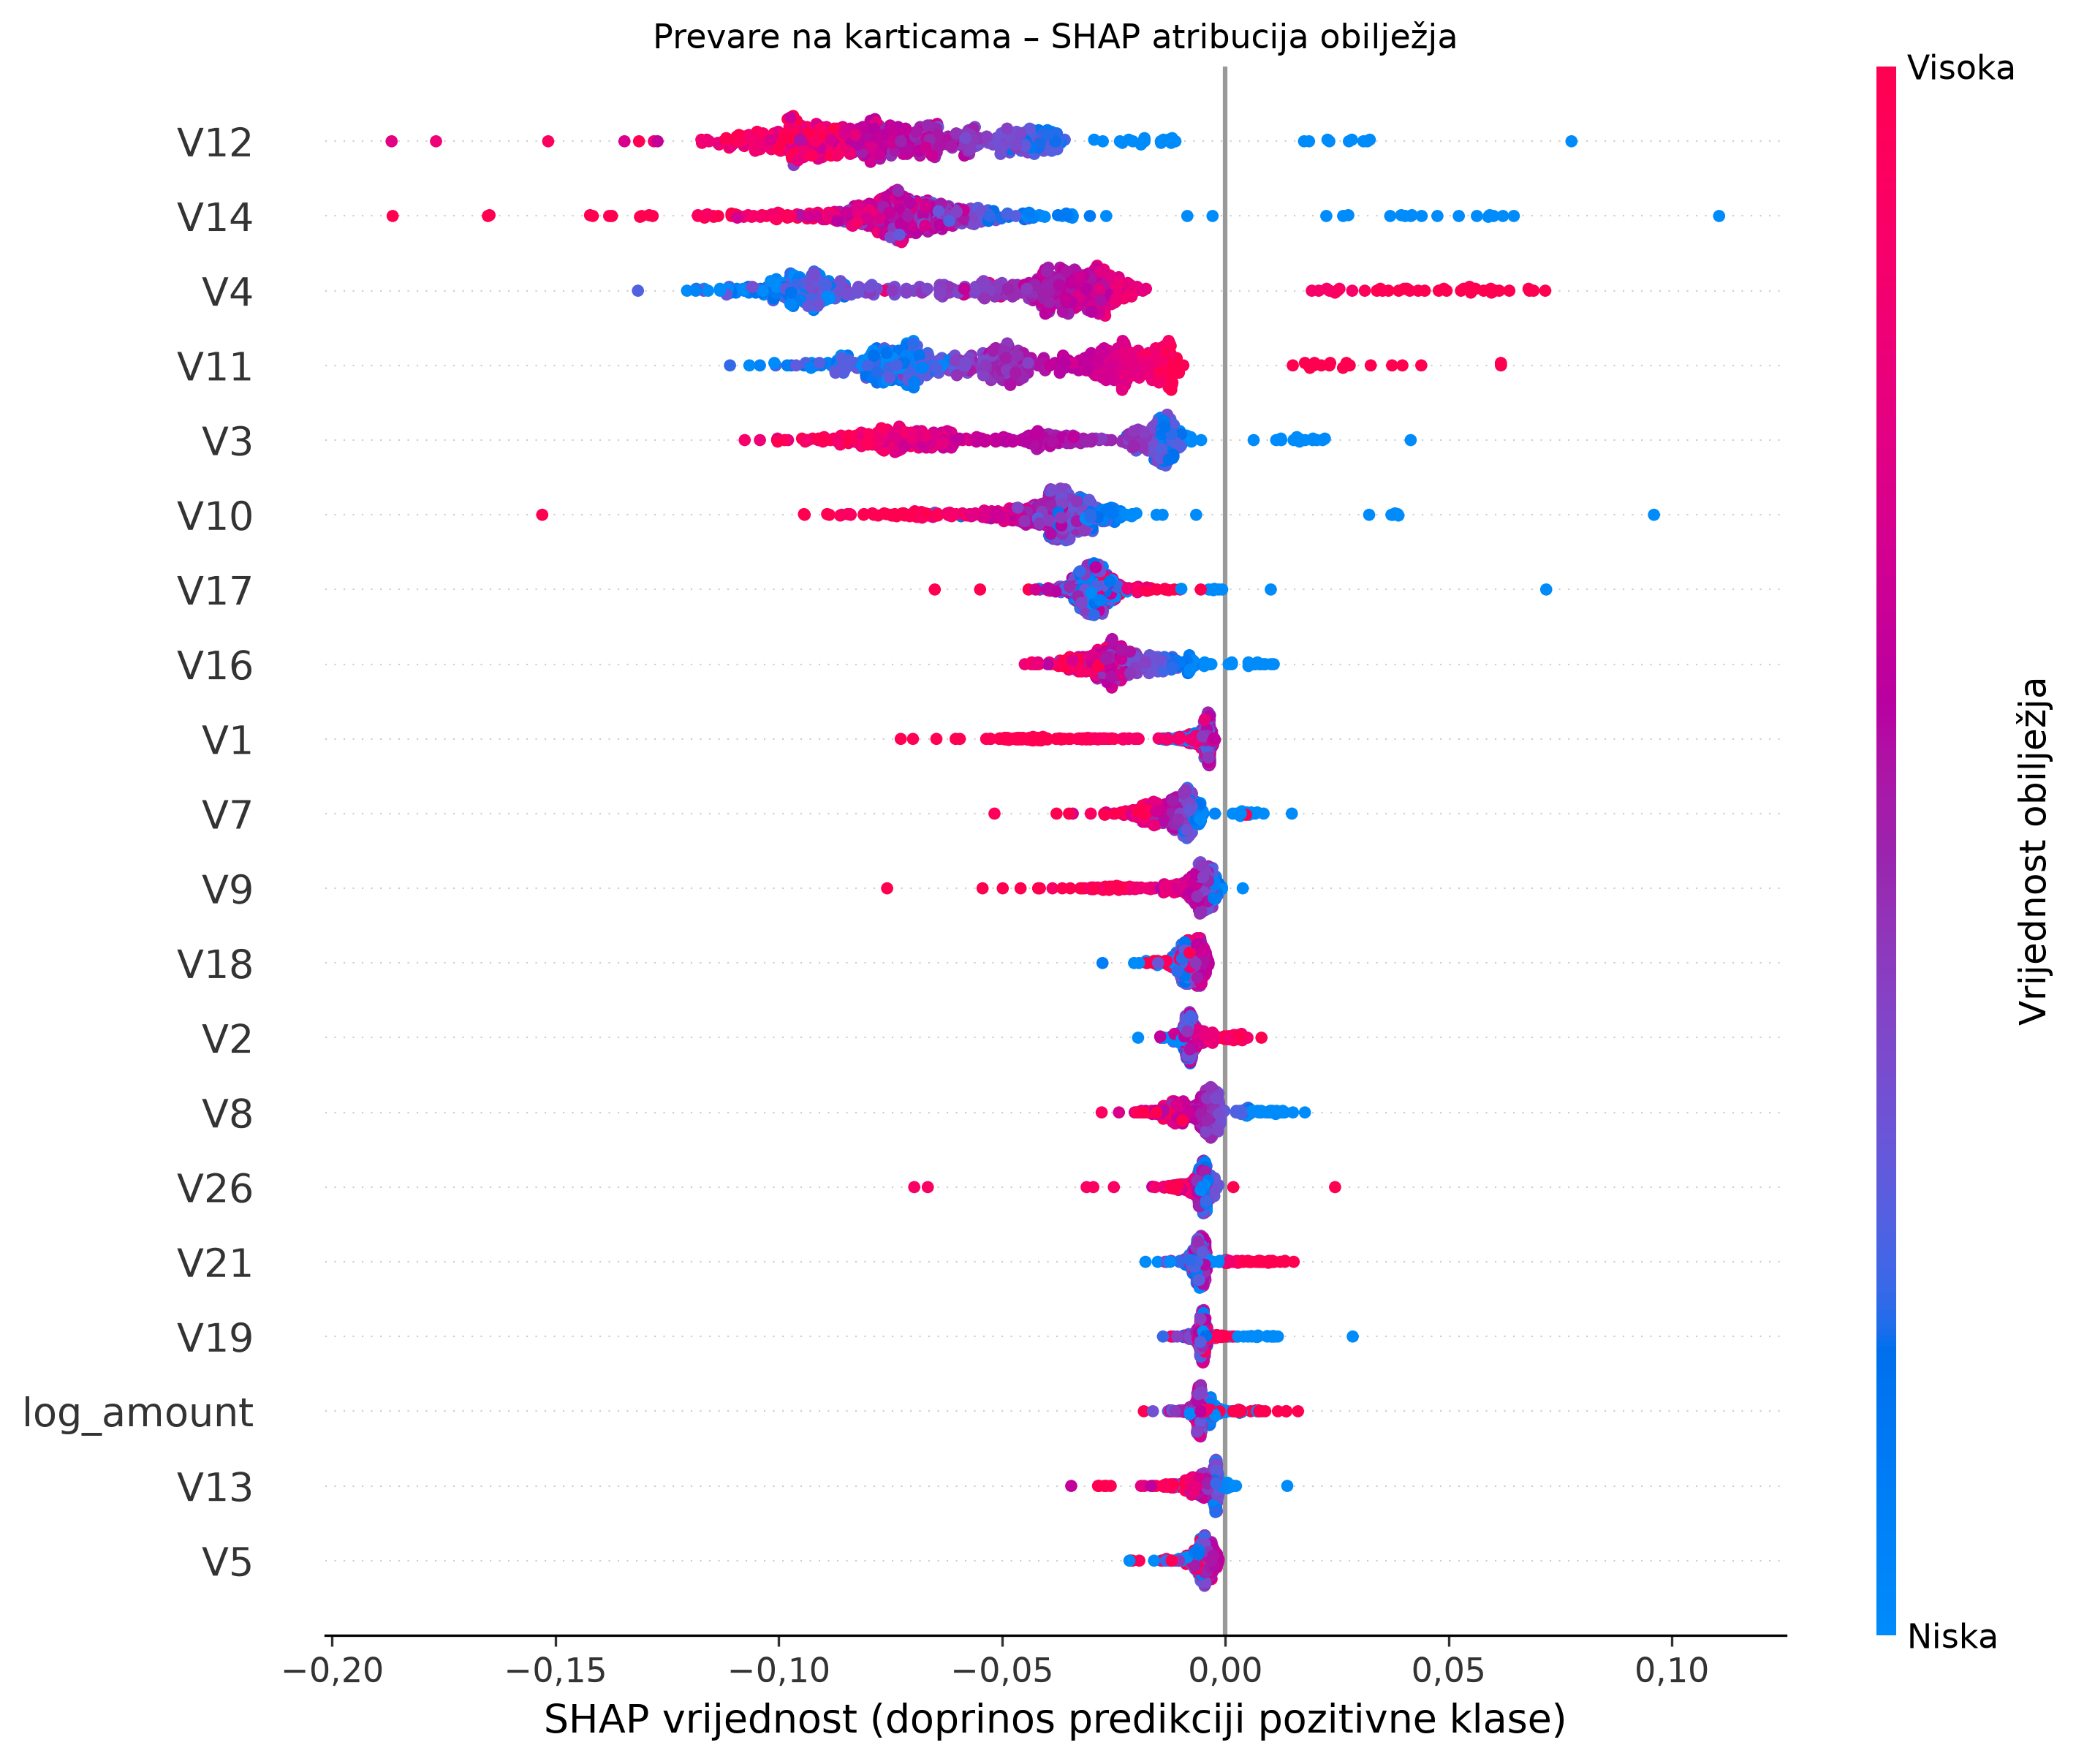 Prevare na karticama – SHAP atribucija obilježja
Visoka
V12
V14
V4
V11
V3
V10
V17
V16
V1
V7
V9
V18
V2
V8
V26
V21
V19
log_amount
V13
V5
Vrijednost obilježja
Niska
−0,20 −0,15 −0,10 −0,05 0,00 0,05 0,10
SHAP vrijednost (doprinos predikciji pozitivne klase)